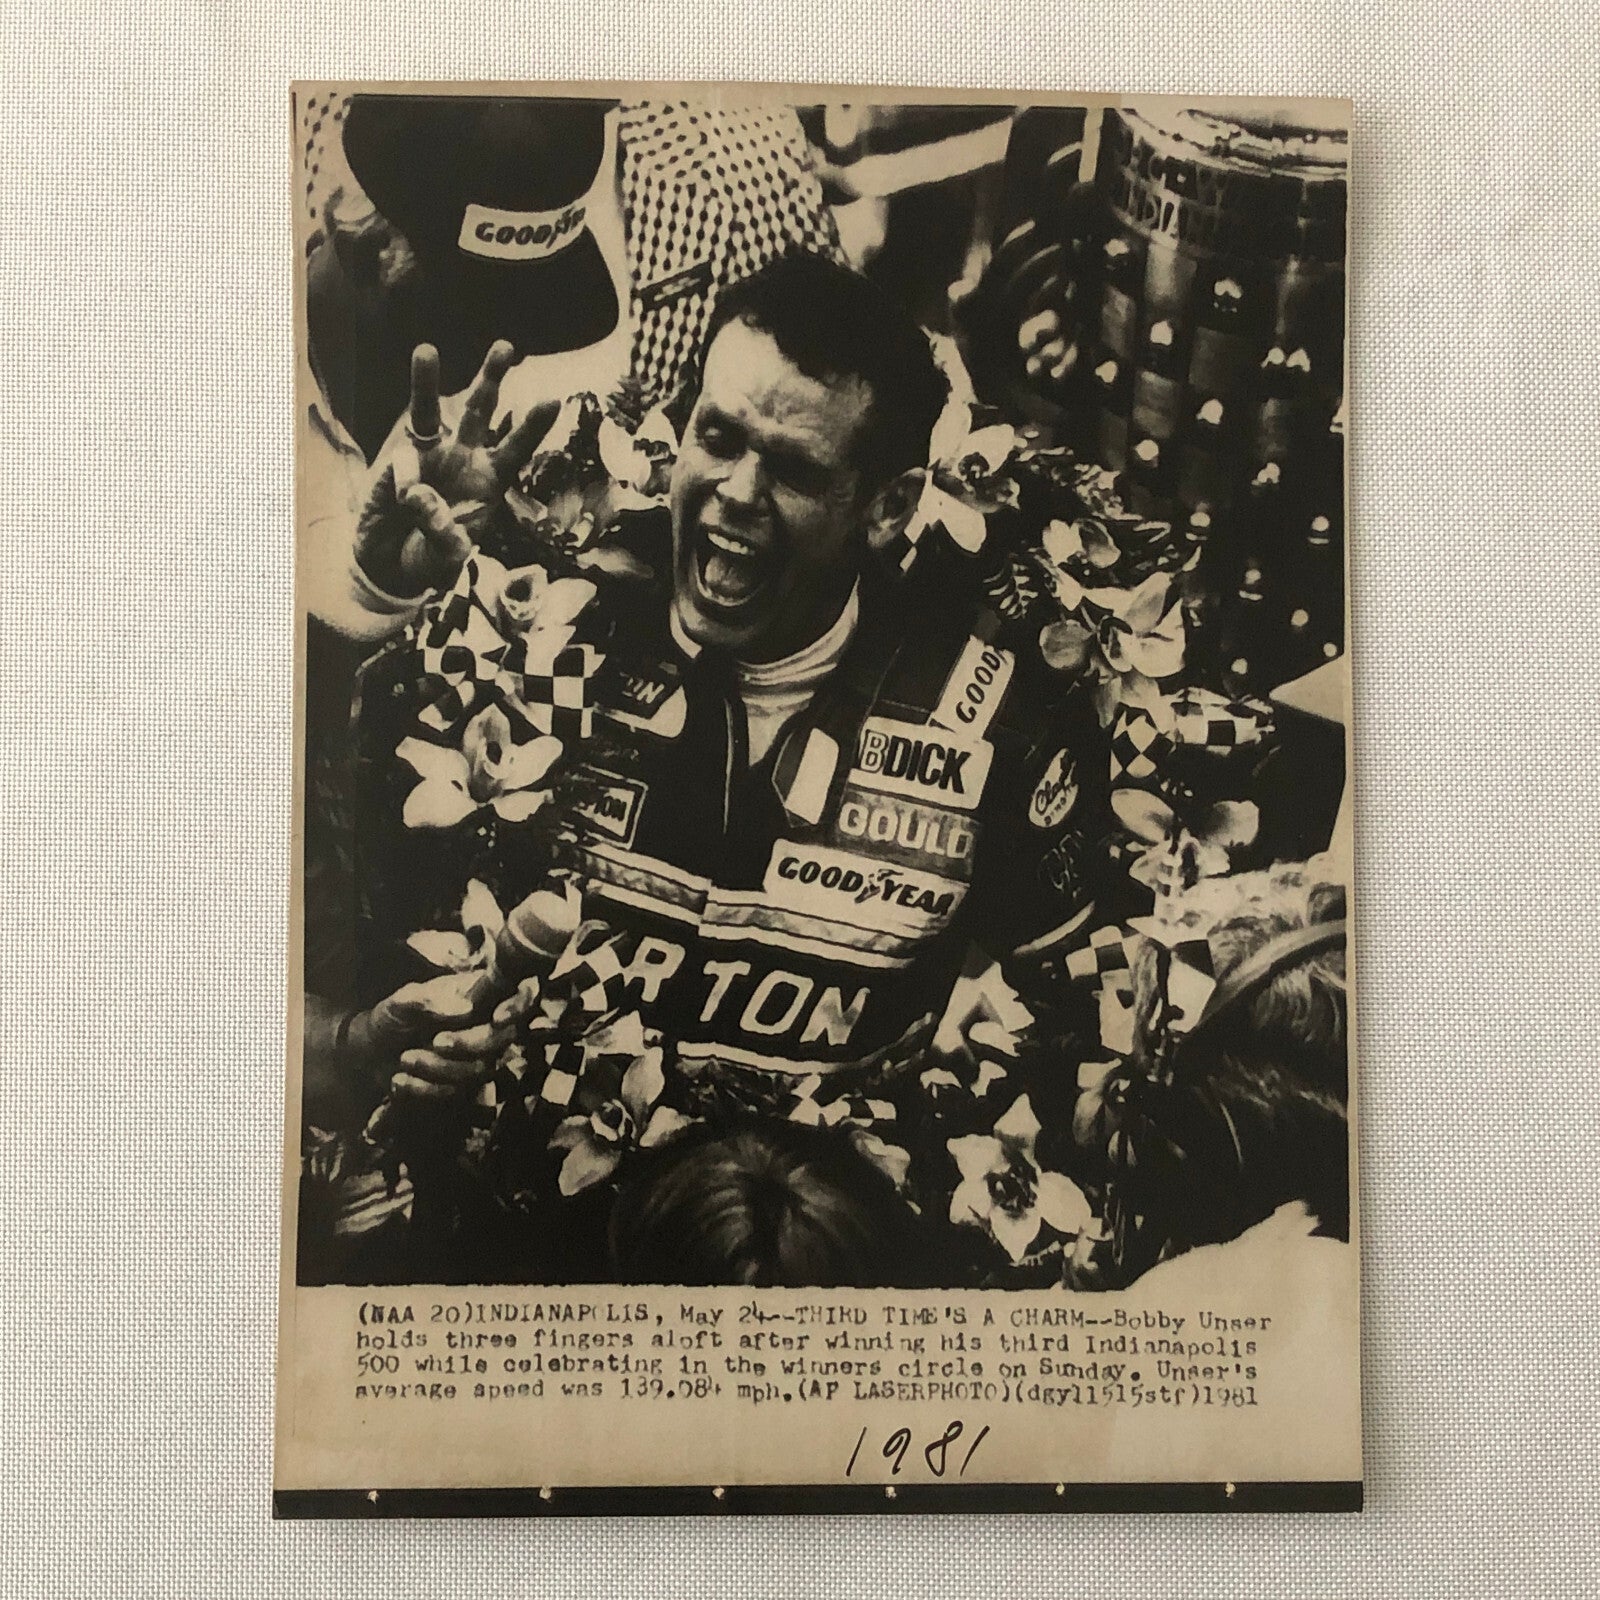 GOODY
GOOD
BDICK
GOULD
GOODYEAR
RTON
(NAA 20)INDIANAPOLIS, May 24--THIRD TIME'S A CHARM--Bobby Unser
holds three fingers aloft after winning his third Indianapolis
500 while celebrating in the winners circle on Sunday. Unser's
average speed was 139.084 mph.(AP LASERPHOTO)(dgy11515stf)1981
1981